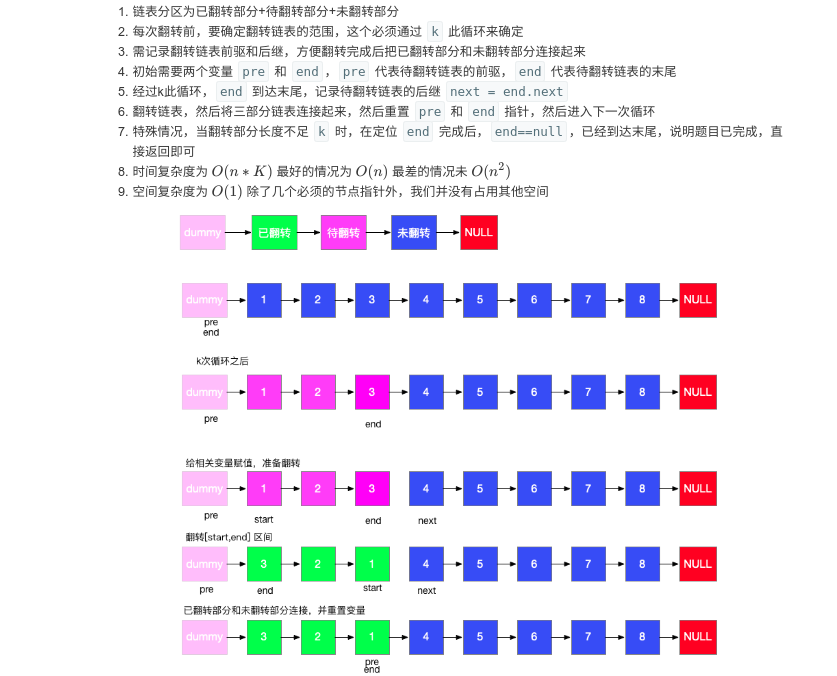 1. 链表分区为已翻转部分+待翻转部分+未翻转部分
2. 每次翻转前，要确定翻转链表的范围，这个必须通过 k 此循环来确定
3. 需记录翻转链表前驱和后继，方便翻转完成后把已翻转部分和未翻转部分连接起来
4. 初始需要两个变量 pre 和 end，pre 代表待翻转链表的前驱，end 代表待翻转链表的末尾
5. 经过k此循环，end 到达末尾，记录待翻转链表的后继 next = end.next
6. 翻转链表，然后将三部分链表连接起来，然后重置 pre 和 end 指针，然后进入下一次循环
7. 特殊情况，当翻转部分长度不足 k 时，在定位 end 完成后，end==null，已经到达末尾，说明题目已完成，直
接返回即可
8. 时间复杂度为 O(n * K) 最好的情况为 O(n) 最差的情况未 O(n²)
9. 空间复杂度为 O(1) 除了几个必须的节点指针外，我们并没有占用其他空间
dummy 已翻转 待翻转 未翻转 NULL
dummy 1 2 3 4 5 6 7 8 NULL
pre
end
k次循环之后
dummy 1 2 3 4 5 6 7 8 NULL
pre end
给相关变量赋值，准备翻转
dummy 1 2 3 4 5 6 7 8 NULL
pre start end next
翻转[start,end] 区间
dummy 3 2 1 4 5 6 7 8 NULL
pre end start next
已翻转部分和未翻转部分连接，并重置变量
dummy 3 2 1 4 5 6 7 8 NULL
pre
end